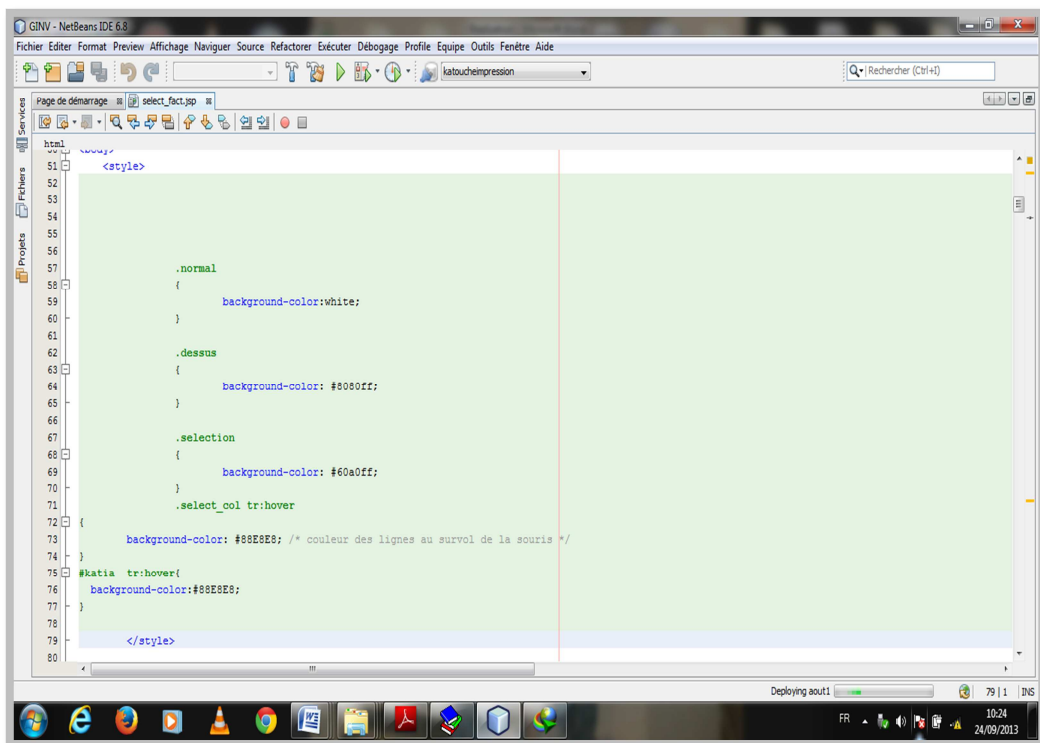 GINV - NetBeans IDE 6.8
Fichier Editer Format Preview Affichage Naviguer Source Refactorer Exécuter Débogage Profile Equipe Outils Fenêtre Aide
katoucheimpression
Rechercher (Ctrl+I)
Page de démarrage select_fact.jsp
Services
Fichiers
Projets
html
50 <body>
51 <style>
52
53
54
55
56
57 .normal
58 {
59 background-color:white;
60 }
61
62 .dessus
63 {
64 background-color: #8080ff;
65 }
66
67 .selection
68 {
69 background-color: #60a0ff;
70 }
71 .select_col tr:hover
72 {
73 background-color: #88E8E8; /* couleur des lignes au survol de la souris */
74 }
75 #katia tr:hover{
76 background-color:#88E8E8;
77 }
78
79 </style>
80
Deploying aout1
79 | 1 INS
FR
10:24
24/09/2013